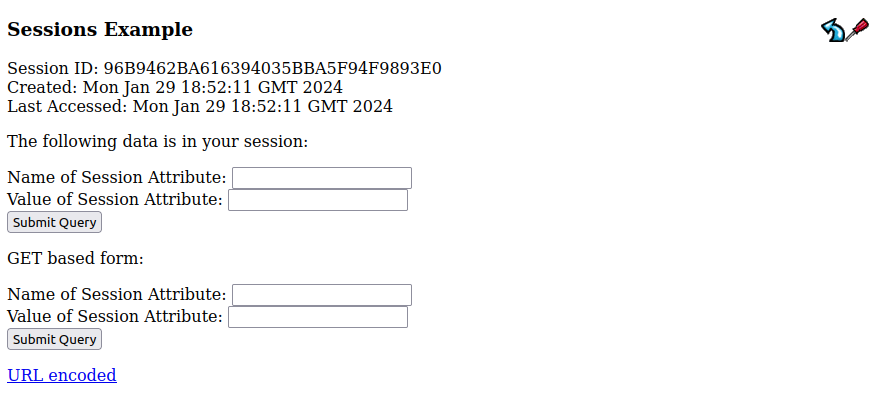 Sessions Example
Session ID: 96B9462BA616394035BBA5F94F9893E0
Created: Mon Jan 29 18:52:11 GMT 2024
Last Accessed: Mon Jan 29 18:52:11 GMT 2024
The following data is in your session:
Name of Session Attribute:
Value of Session Attribute:
Submit Query
GET based form:
Name of Session Attribute:
Value of Session Attribute:
Submit Query
URL encoded